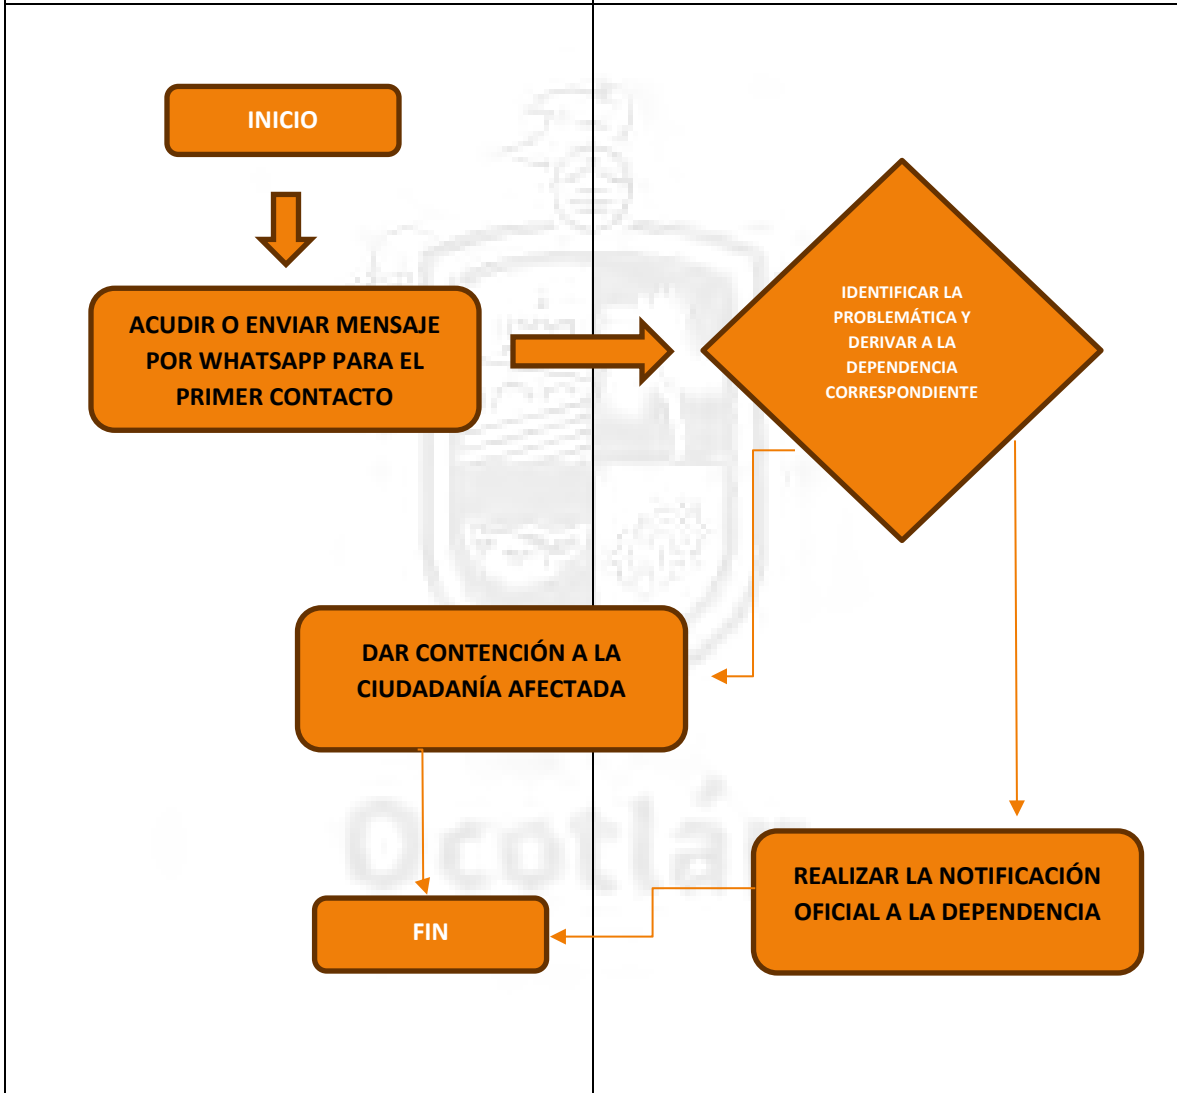 INICIO
ACUDIR O ENVIAR MENSAJE
POR WHATSAPP PARA EL
PRIMER CONTACTO
IDENTIFICAR LA
PROBLEMÁTICA Y
DERIVAR A LA
DEPENDENCIA
CORRESPONDIENTE
DAR CONTENCIÓN A LA
CIUDADANÍA AFECTADA
REALIZAR LA NOTIFICACIÓN
OFICIAL A LA DEPENDENCIA
FIN
Ocotlán